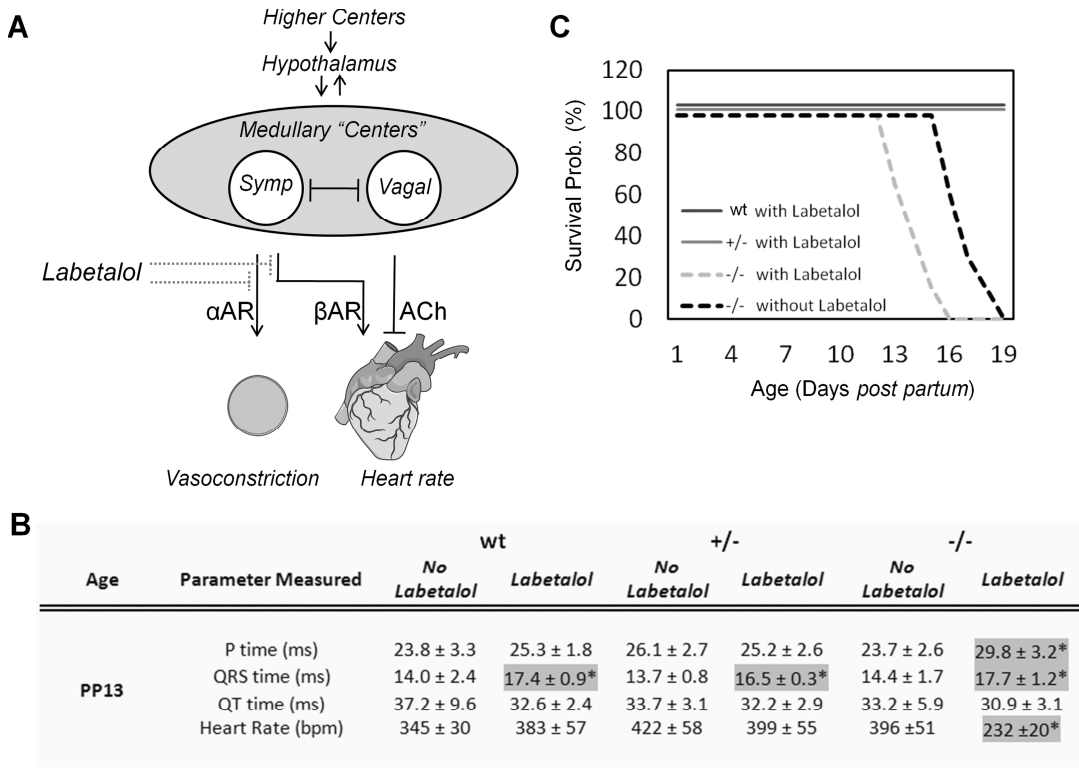 A
Higher Centers
Hypothalamus
Medullary "Centers"
Symp
Vagal
Labetalol
αAR
βAR
ACh
Vasoconstriction
Heart rate
C
Survival Prob. (%)
120
100
80
60
40
20
0
wt with Labetalol
+/- with Labetalol
-/- with Labetalol
-/- without Labetalol
1 4 7 10 13 16 19
Age (Days post partum)
B
wt +/- -/-
Age Parameter Measured No Labetalol Labetalol No Labetalol Labetalol No Labetalol Labetalol
PP13
P time (ms) 23.8 ± 3.3 25.3 ± 1.8 26.1 ± 2.7 25.2 ± 2.6 23.7 ± 2.6 29.8 ± 3.2*
QRS time (ms) 14.0 ± 2.4 17.4 ± 0.9* 13.7 ± 0.8 16.5 ± 0.3* 14.4 ± 1.7 17.7 ± 1.2*
QT time (ms) 37.2 ± 9.6 32.6 ± 2.4 33.7 ± 3.1 32.2 ± 2.9 33.2 ± 5.9 30.9 ± 3.1
Heart Rate (bpm) 345 ± 30 383 ± 57 422 ± 58 399 ± 55 396 ±51 232 ±20*